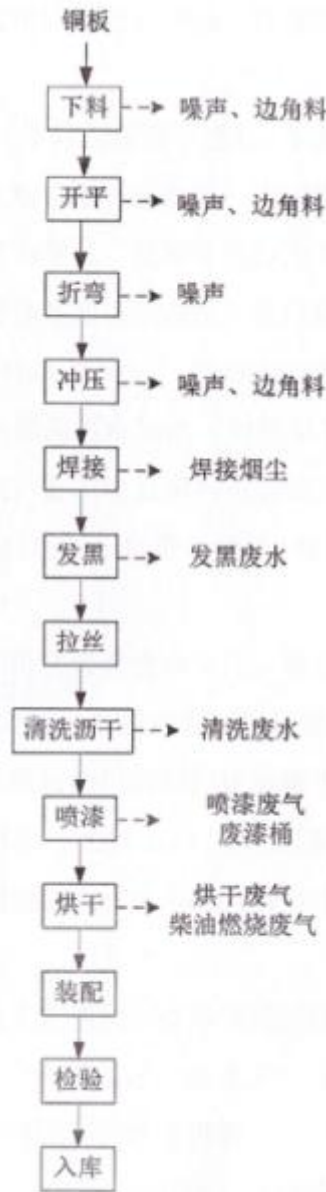 铜板
下料
噪声、边角料
开平
噪声、边角料
折弯
噪声
冲压
噪声、边角料
焊接
焊接烟尘
发黑
发黑废水
拉丝
清洗沥干
清洗废水
喷漆
喷漆废气
废漆桶
烘干
烘干废气
柴油燃烧废气
装配
检验
入库